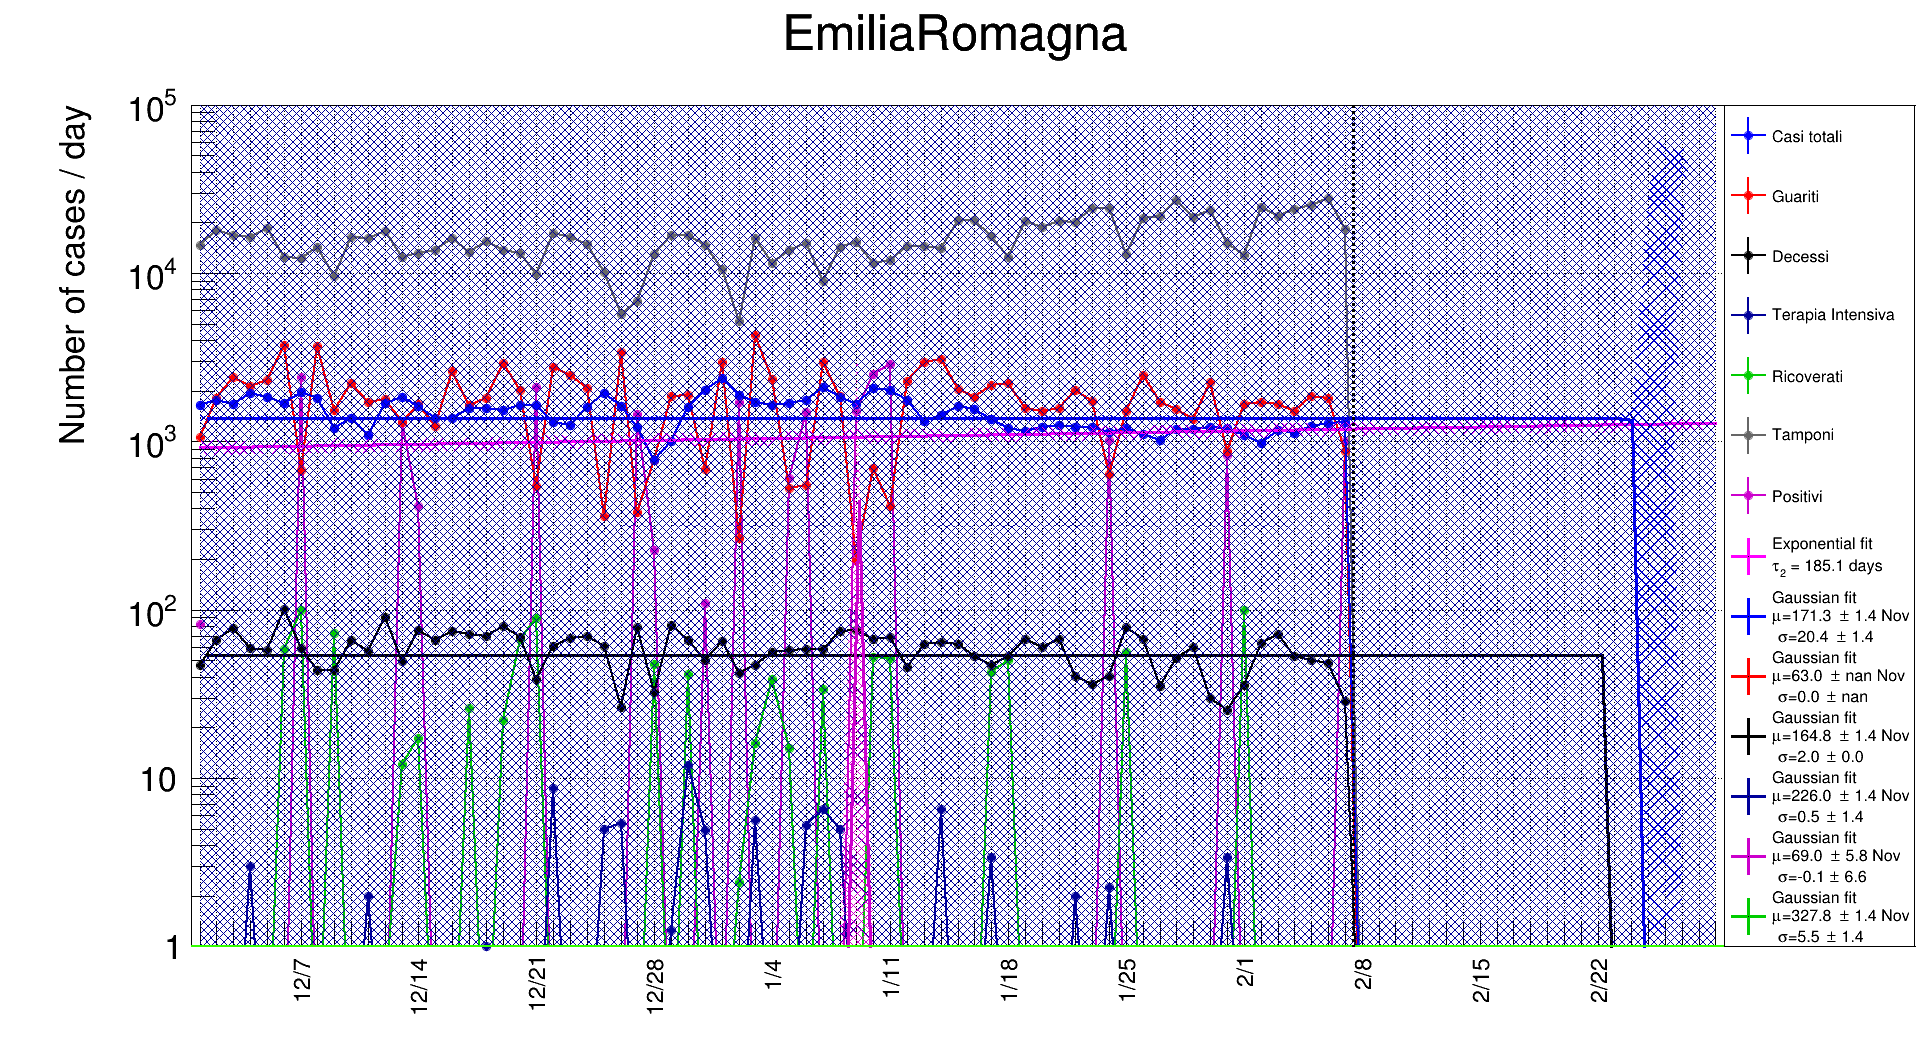 EmiliaRomagna
Number of cases / day
10^5
10^4
10^3
10^2
10
1
12/7
12/14
12/21
12/28
1/4
1/11
1/18
1/25
2/1
2/8
2/15
2/22
Casi totali
Guariti
Decessi
Terapia Intensiva
Ricoverati
Tamponi
Positivi
Exponential fit
τ2 = 185.1 days
Gaussian fit
μ=171.3 ± 1.4 Nov
σ=20.4 ± 1.4
Gaussian fit
μ=63.0 ± nan Nov
σ=0.0 ± nan
Gaussian fit
μ=164.8 ± 1.4 Nov
σ=2.0 ± 0.0
Gaussian fit
μ=226.0 ± 1.4 Nov
σ=0.5 ± 1.4
Gaussian fit
μ=69.0 ± 5.8 Nov
σ=-0.1 ± 6.6
Gaussian fit
μ=327.8 ± 1.4 Nov
σ=5.5 ± 1.4